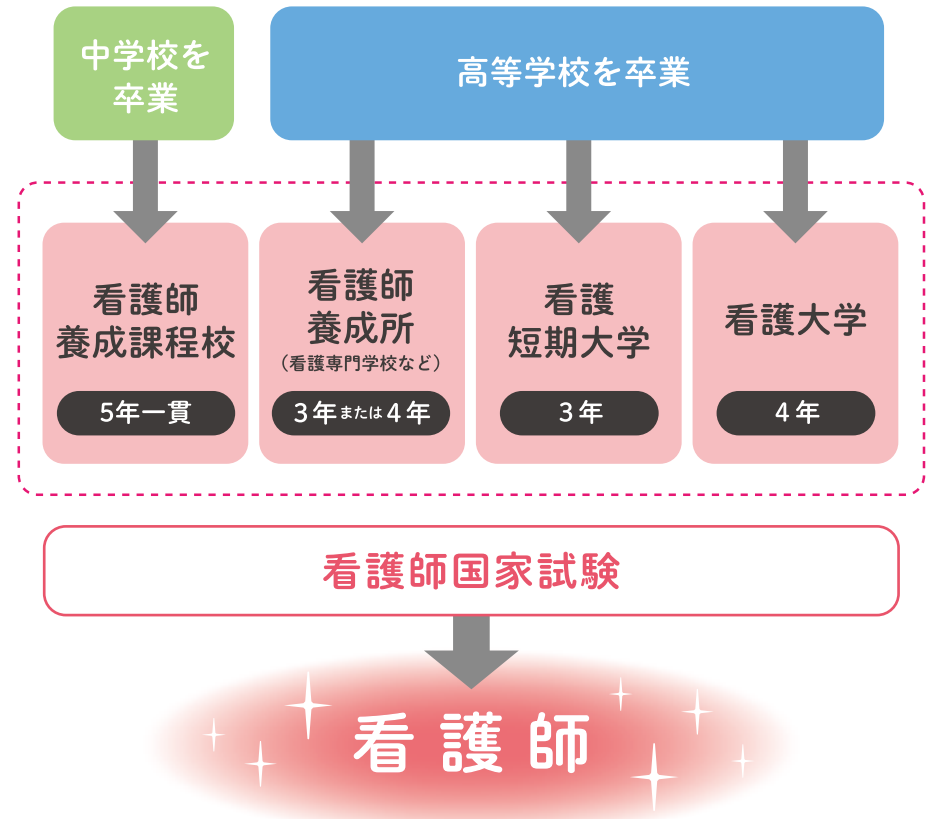 中学校を
卒業
高等学校を卒業
看護師
養成課程校
5年一貫
看護師
養成所
（看護専門学校など）
3年または4年
看護
短期大学
3年
看護大学
4年
看護師国家試験
看護師